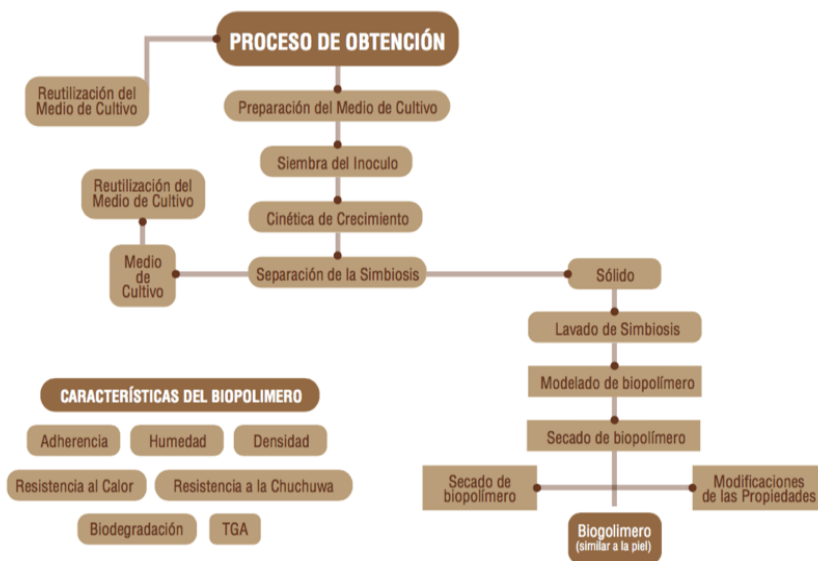 PROCESO DE OBTENCIÓN
Reutilización del
Medio de Cultivo
Preparación del Medio de Cultivo
Siembra del Inoculo
Reutilización del
Medio de Cultivo
Cinética de Crecimiento
Medio
de
Cultivo
Separación de la Simbiosis
Sólido
Lavado de Simbiosis
Modelado de biopolímero
Secado de biopolímero
Secado de
biopolímero
Modificaciones
de las Propiedades
Biogolimero
(similar a la piel)
CARACTERÍSTICAS DEL BIOPOLIMERO
Adherencia
Humedad
Densidad
Resistencia al Calor
Resistencia a la Chuchuwa
Biodegradación
TGA